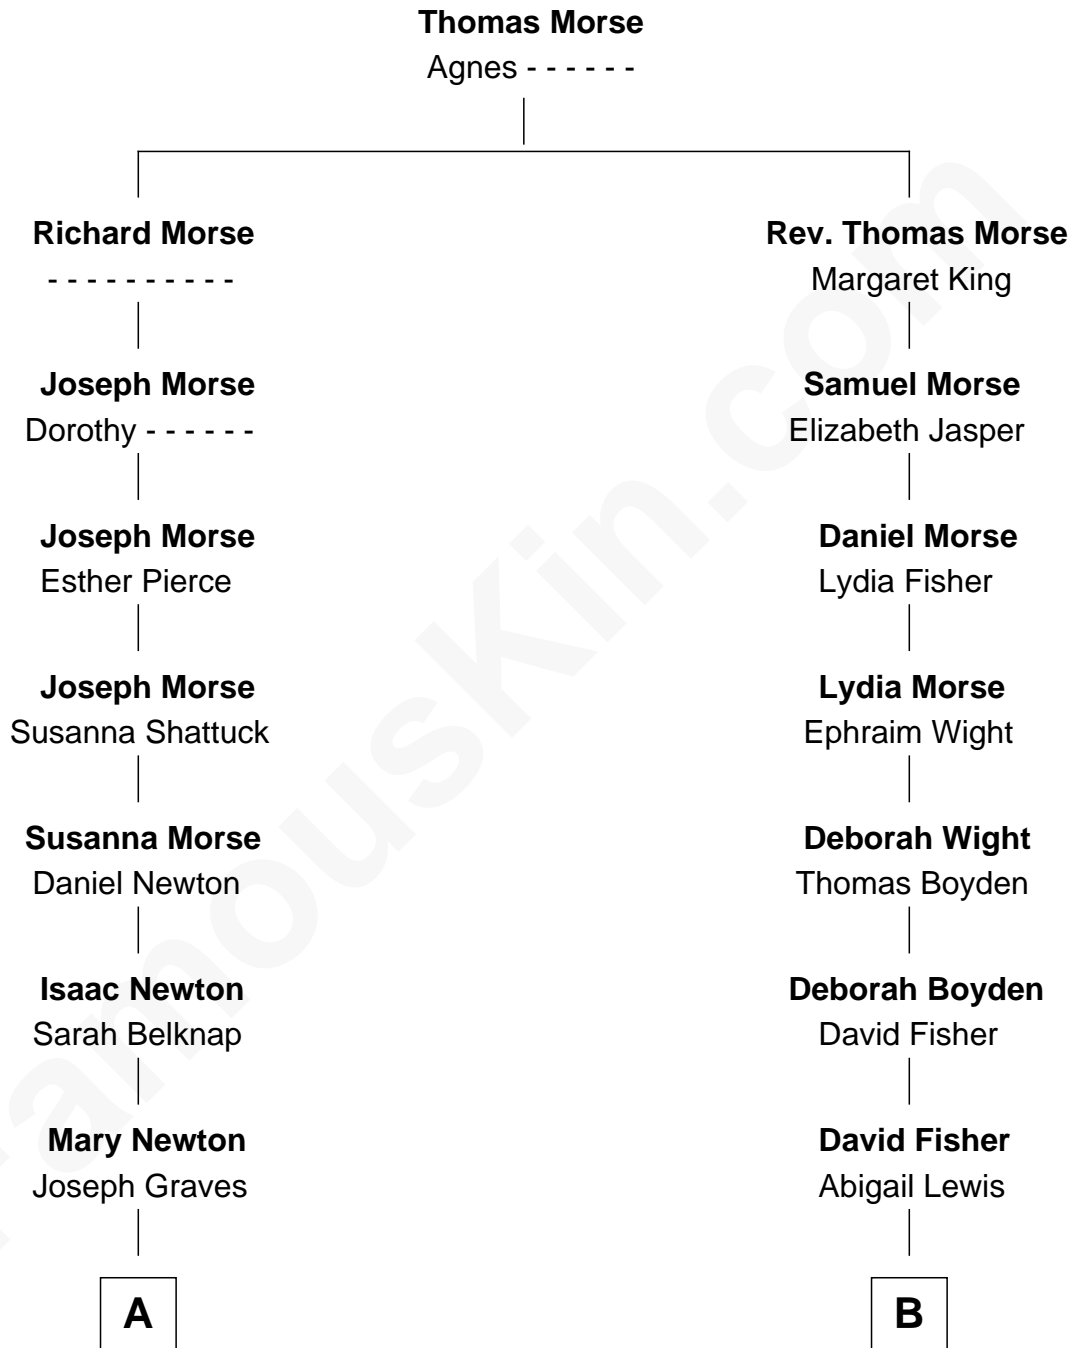 Thomas Morse
Agnes - - - - - -
Richard Morse
- - - - - - - - - -
Rev. Thomas Morse
Margaret King
Joseph Morse
Dorothy - - - - - -
Samuel Morse
Elizabeth Jasper
Joseph Morse
Esther Pierce
Daniel Morse
Lydia Fisher
Joseph Morse
Susanna Shattuck
Lydia Morse
Ephraim Wight
Susanna Morse
Daniel Newton
Deborah Wight
Thomas Boyden
Isaac Newton
Sarah Belknap
Deborah Boyden
David Fisher
Mary Newton
Joseph Graves
David Fisher
Abigail Lewis
A
B
FamousKin.com